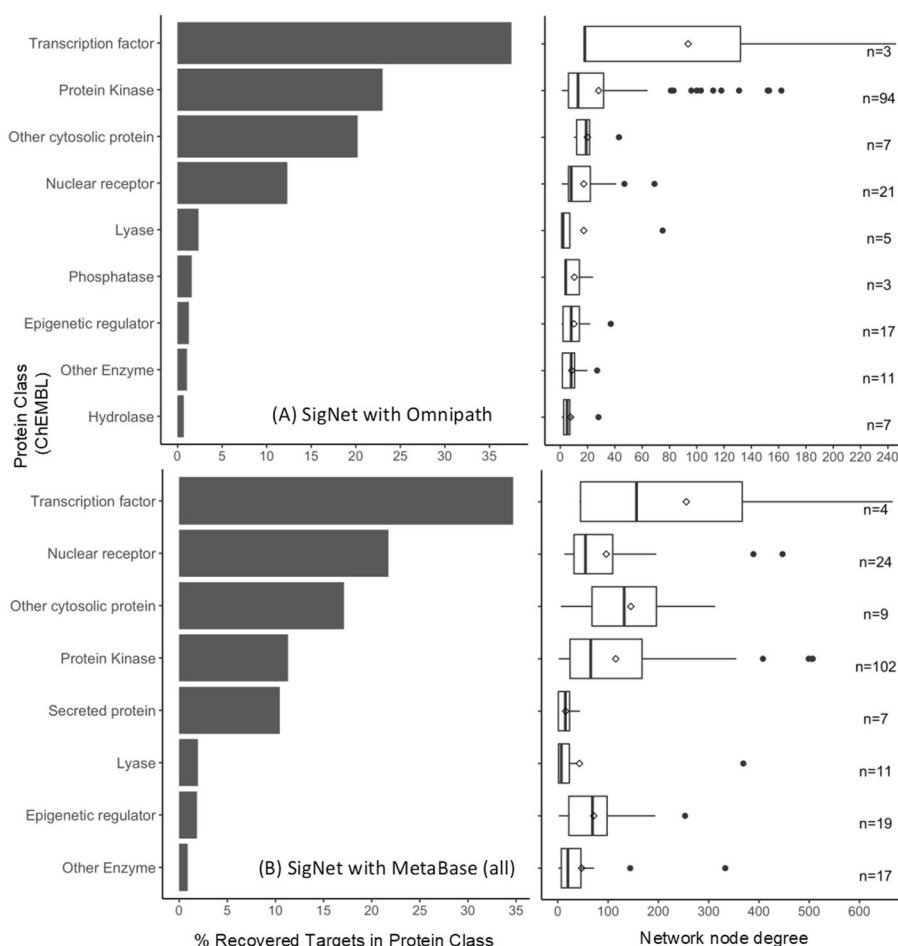 Protein Class
(ChEMBL)
Transcription factor
Protein Kinase
Other cytosolic protein
Nuclear receptor
Lyase
Phosphatase
Epigenetic regulator
Other Enzyme
Hydrolase
(A) SigNet with Omnipath
0 5 10 15 20 25 30 35
n=3
n=94
n=7
n=21
n=5
n=3
n=17
n=11
n=7
0 20 40 60 80 100 120 140 160 180 200 220 240
Transcription factor
Nuclear receptor
Other cytosolic protein
Protein Kinase
Secreted protein
Lyase
Epigenetic regulator
Other Enzyme
(B) SigNet with MetaBase (all)
0 5 10 15 20 25 30 35
% Recovered Targets in Protein Class
n=4
n=24
n=9
n=102
n=7
n=11
n=19
n=17
0 100 200 300 400 500 600
Network node degree